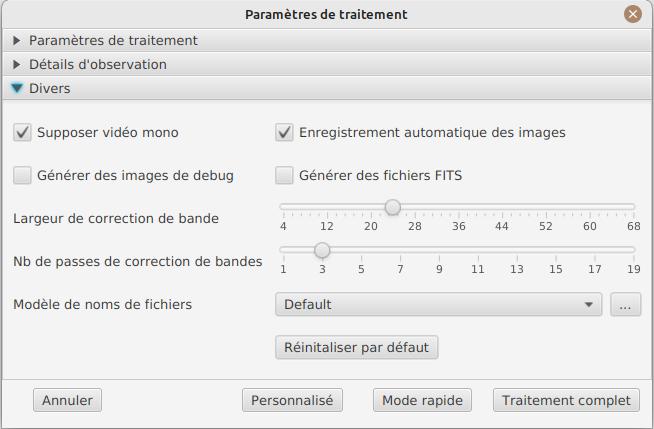 Paramètres de traitement
Paramètres de traitement
Détails d'observation
Divers
Supposer vidéo mono
Enregistrement automatique des images
Générer des images de debug
Générer des fichiers FITS
Largeur de correction de bande
4 12 20 28 36 44 52 60 68
Nb de passes de correction de bandes
1 3 5 7 9 11 13 15 17 19
Modèle de noms de fichiers
Default
...
Réinitaliser par défaut
Annuler
Personnalisé
Mode rapide
Traitement complet